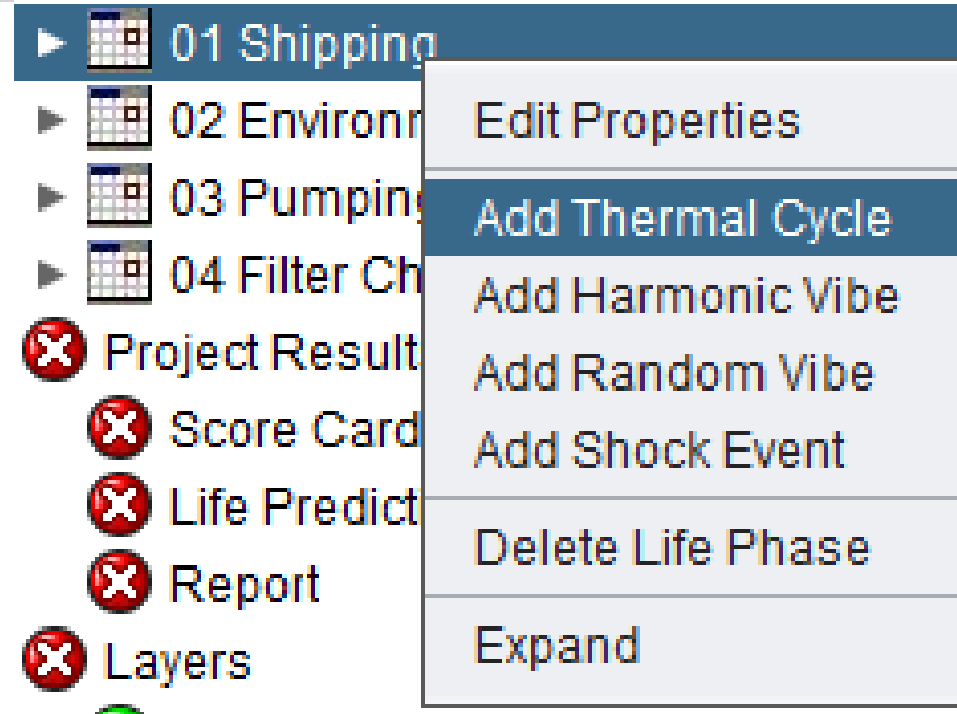 01 Shipping
02 Environ
03 Pumping
04 Filter Ch
Project Result
Score Card
Life Predicti
Report
Layers
Edit Properties
Add Thermal Cycle
Add Harmonic Vibe
Add Random Vibe
Add Shock Event
Delete Life Phase
Expand